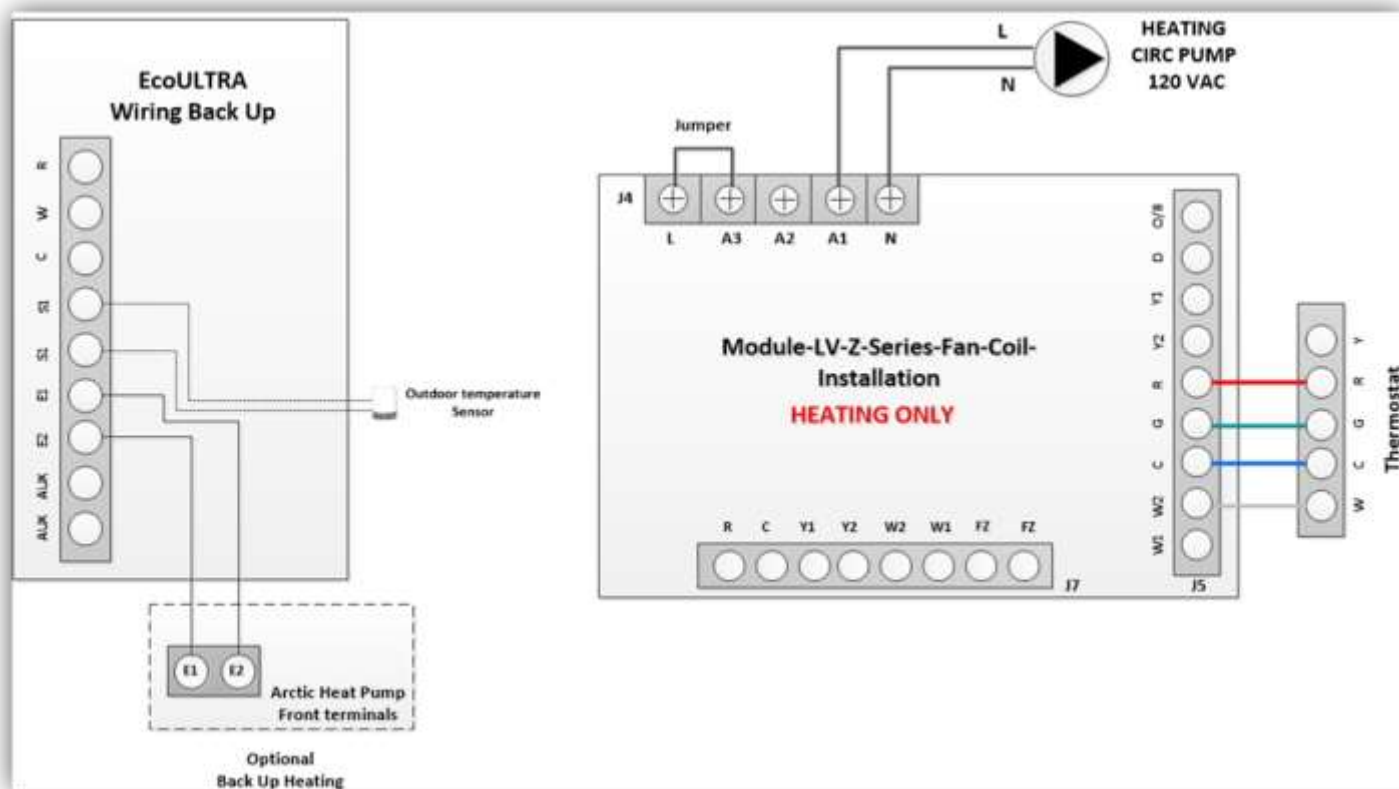 EcoULTRA
Wiring Back Up
R
W
C
S1
S1
E1
E2
AUX
AUX
Outdoor temperature
Sensor
E1 E2
Arctic Heat Pump
Front terminals
Optional
Back Up Heating
L
N
HEATING
CIRC PUMP
120 VAC
Jumper
J4
L A3 A2 A1 N
Module-LV-Z-Series-Fan-Coil-
Installation
HEATING ONLY
R C Y1 Y2 W2 W1 FZ FZ
J7
O/B
D
Y1
Y2
R
G
C
W2
W1
J5
Y
R
G
C
W
Thermostat